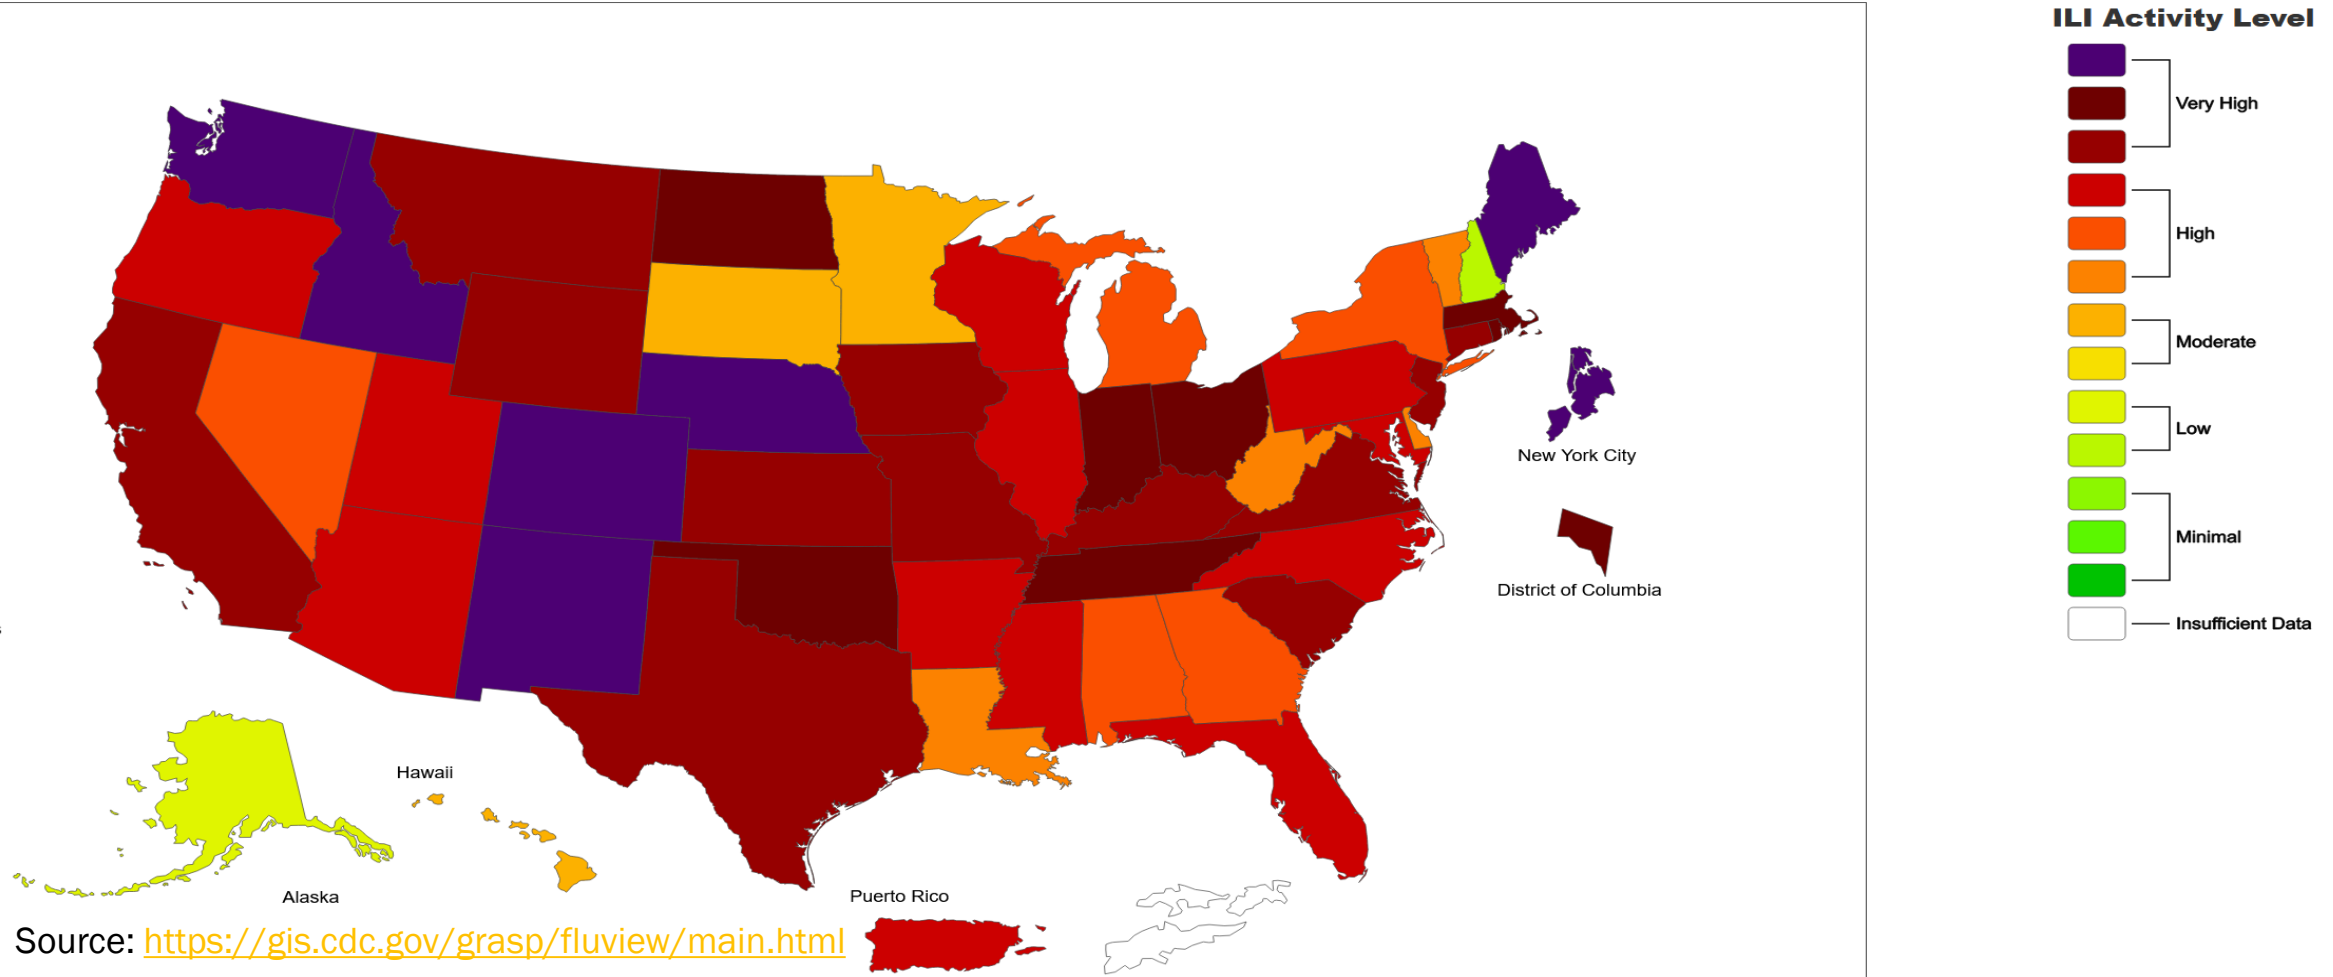 ILI Activity Level
Very High
High
Moderate
Low
Minimal
Insufficient Data
New York City
District of Columbia
Hawaii
Alaska
Puerto Rico
Source: https://gis.cdc.gov/grasp/fluview/main.html